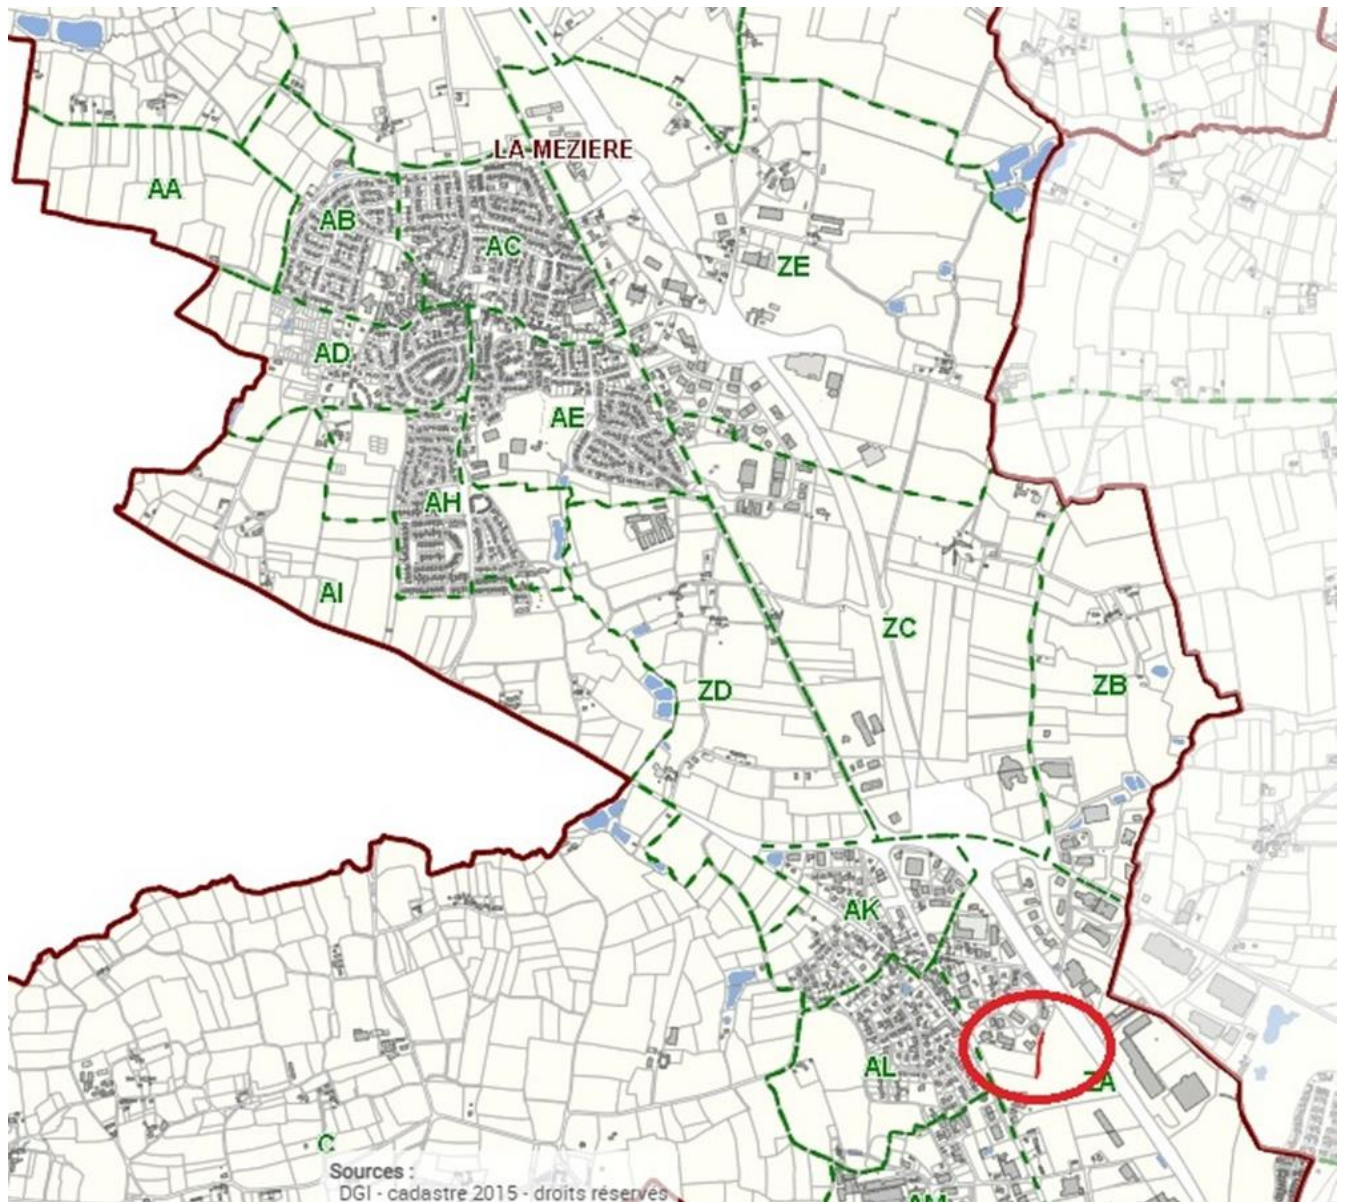 LA MEZIERE
AA
AB
AC
ZE
AD
AE
AH
AI
ZC
ZD
ZB
AK
AL
ZA
C
Sources :
DGI - cadastre 2015 - droits réservés
AM